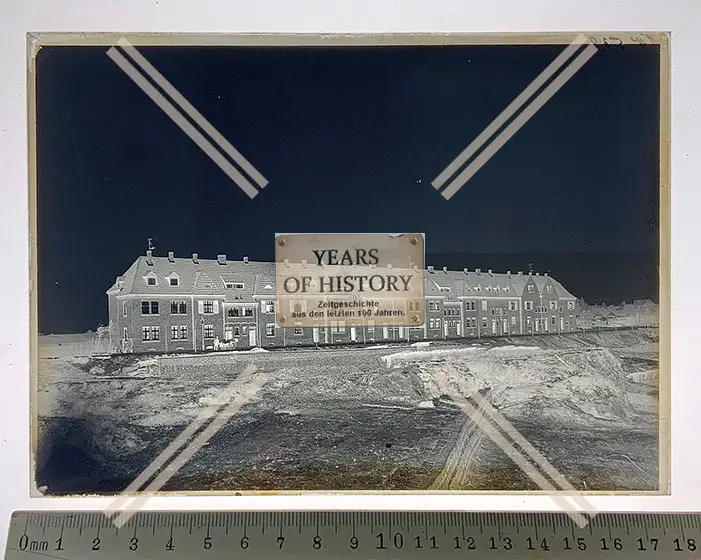 YEARS
OF HISTORY
Zeitgeschichte
aus den letzten 100 Jahren.
0mm 1 2 3 4 5 6 7 8 9 10 11 12 13 14 15 16 17 18